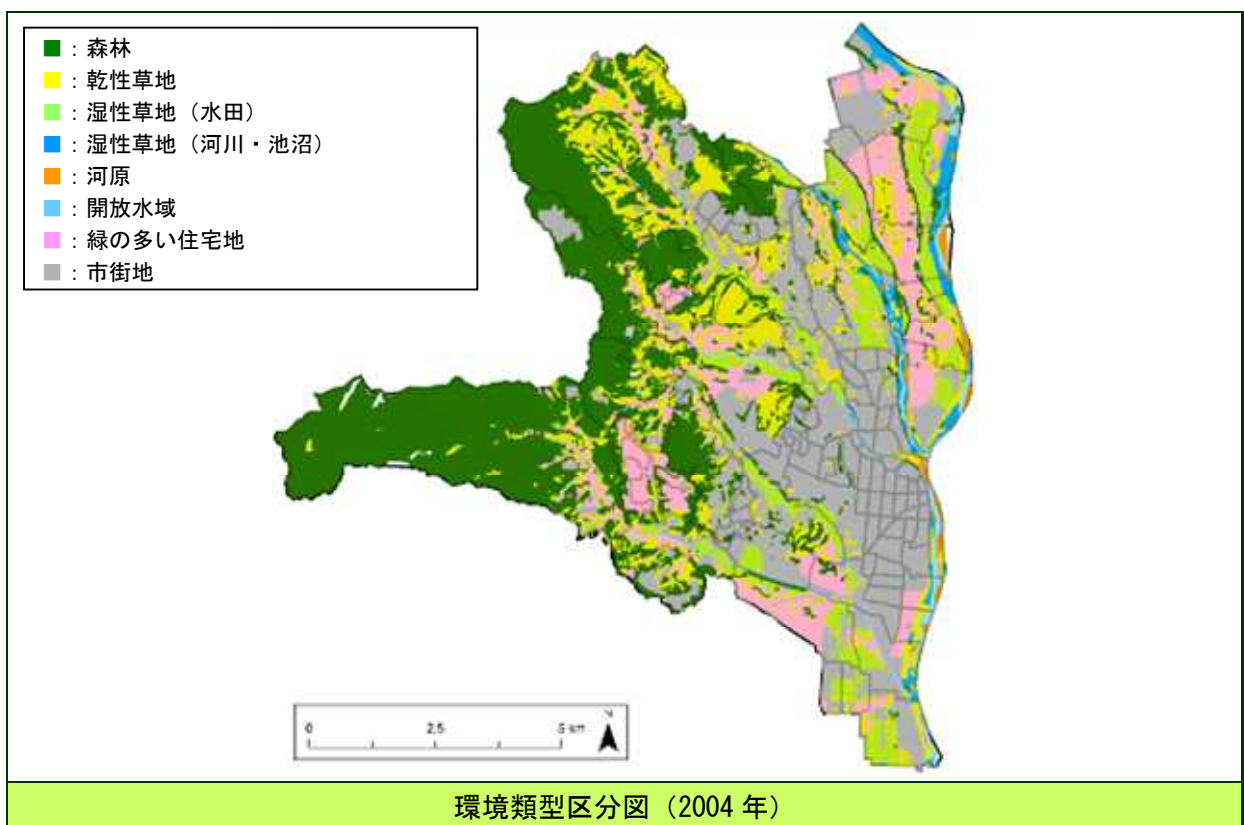 ■：森林
■：乾性草地
■：湿性草地（水田）
■：湿性草地（河川・池沼）
■：河原
■：開放水域
■：緑の多い住宅地
■：市街地
0 2.5 5 km
環境類型区分図（2004 年）